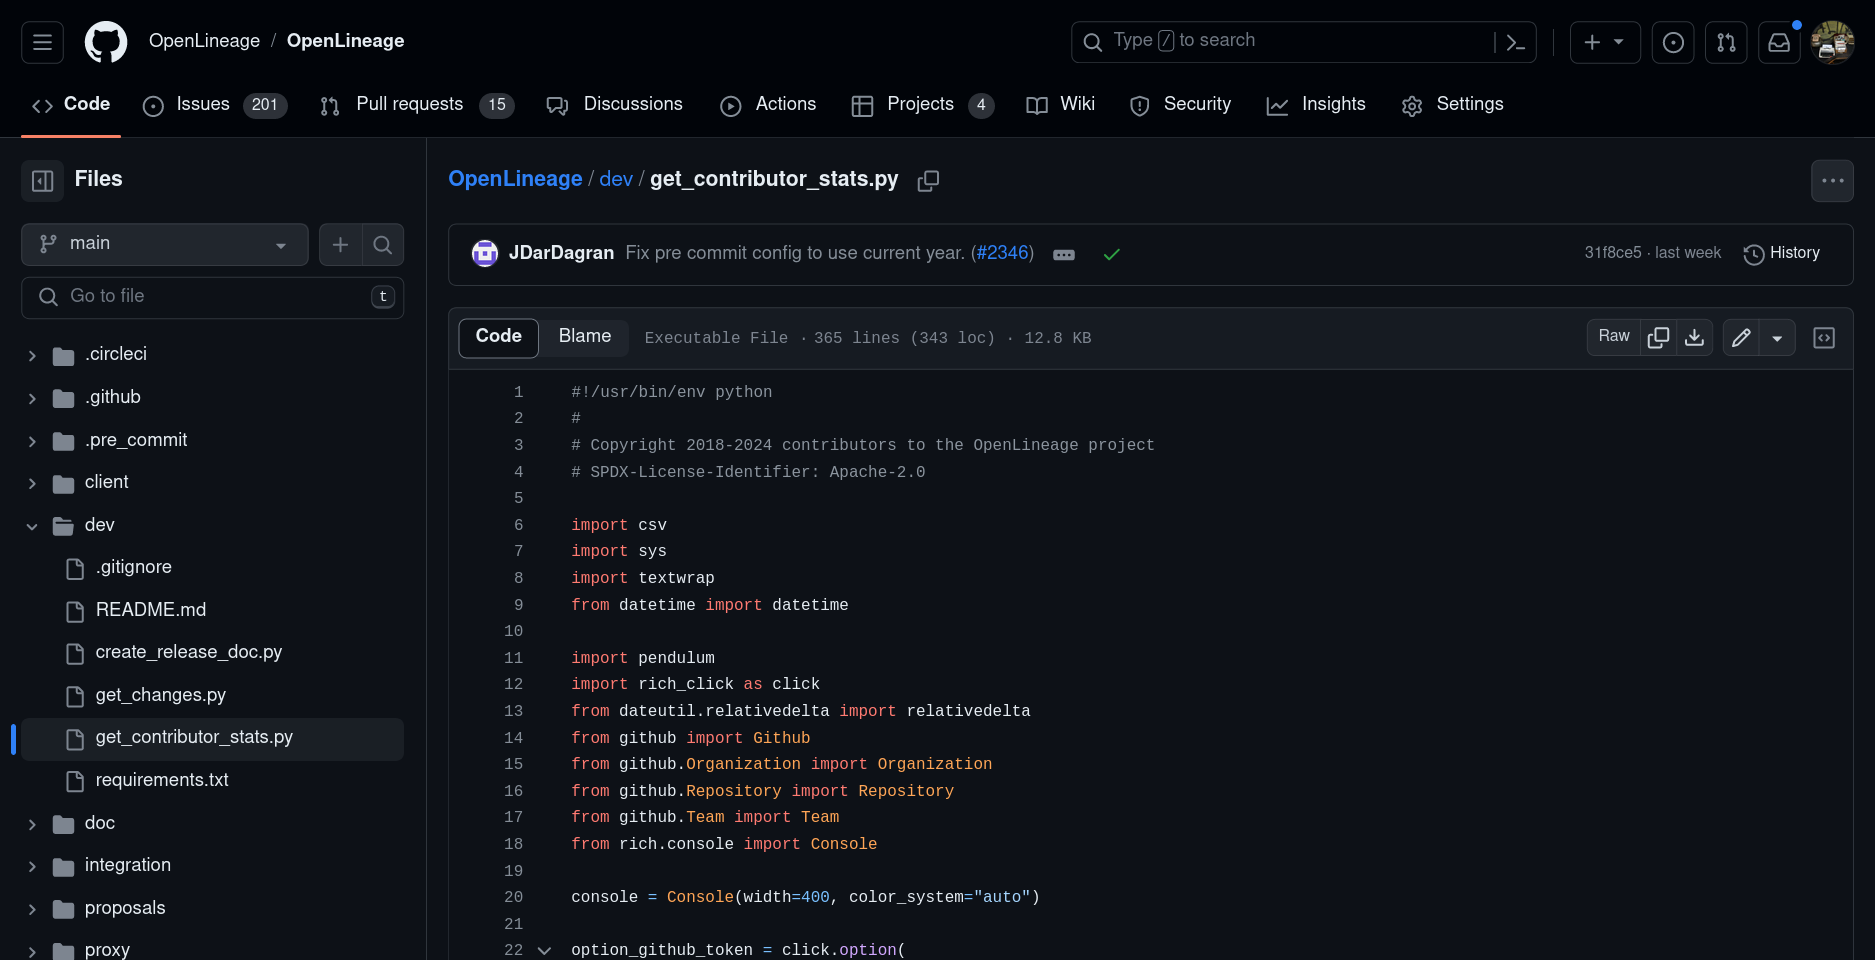 OpenLineage / OpenLineage
Type / to search
Code
Issues 201
Pull requests 15
Discussions
Actions
Projects 4
Wiki
Security
Insights
Settings
Files
main
Go to file
t
.circleci
.github
.pre_commit
client
dev
.gitignore
README.md
create_release_doc.py
get_changes.py
get_contributor_stats.py
requirements.txt
doc
integration
proposals
proxy
OpenLineage / dev / get_contributor_stats.py
JDarDagran Fix pre commit config to use current year. (#2346)
31f8ce5 · last week
History
Code
Blame
Executable File · 365 lines (343 loc) · 12.8 KB
Raw
1 #!/usr/bin/env python
2 #
3 # Copyright 2018-2024 contributors to the OpenLineage project
4 # SPDX-License-Identifier: Apache-2.0
5
6 import csv
7 import sys
8 import textwrap
9 from datetime import datetime
10
11 import pendulum
12 import rich_click as click
13 from dateutil.relativedelta import relativedelta
14 from github import Github
15 from github.Organization import Organization
16 from github.Repository import Repository
17 from github.Team import Team
18 from rich.console import Console
19
20 console = Console(width=400, color_system="auto")
21
22 option_github_token = click.option(